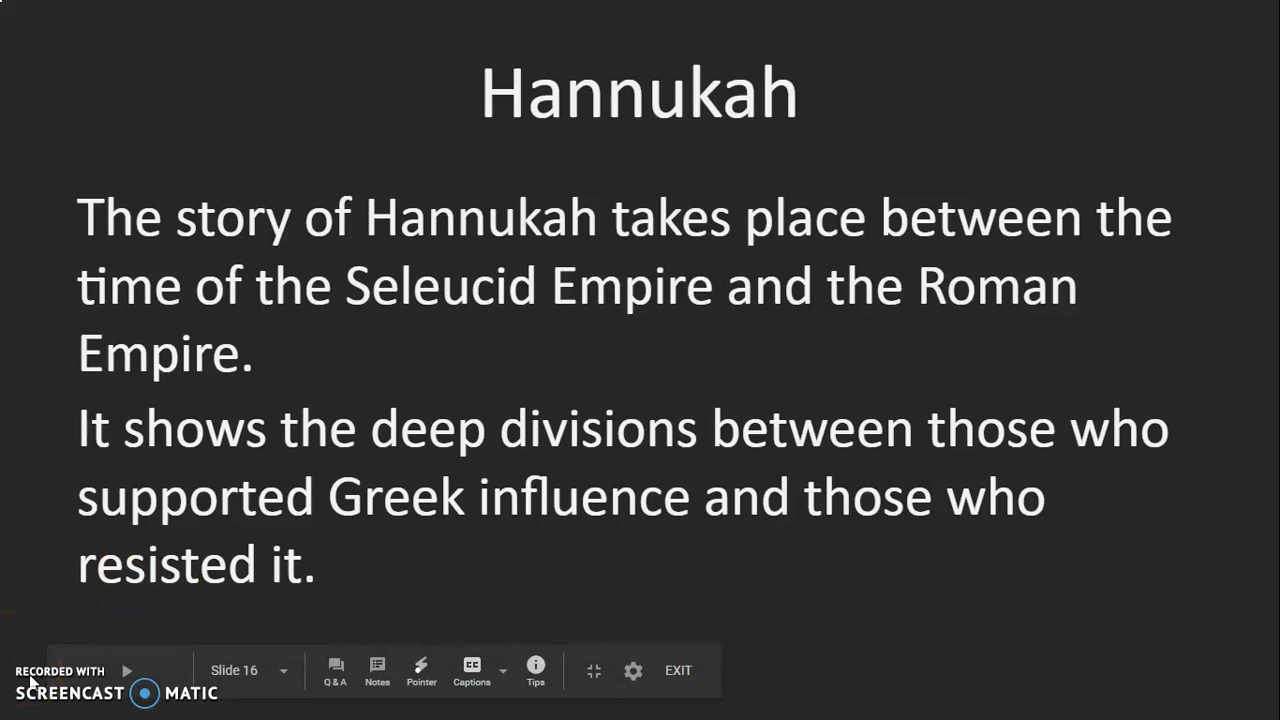 Hannukah
The story of Hannukah takes place between the
time of the Seleucid Empire and the Roman
Empire.
It shows the deep divisions between those who
supported Greek influence and those who
resisted it.
RECORDED WITH
SCREENCAST MATIC
Slide 16
Q & A
Notes
Pointer
CC
Captions
Tips
EXIT